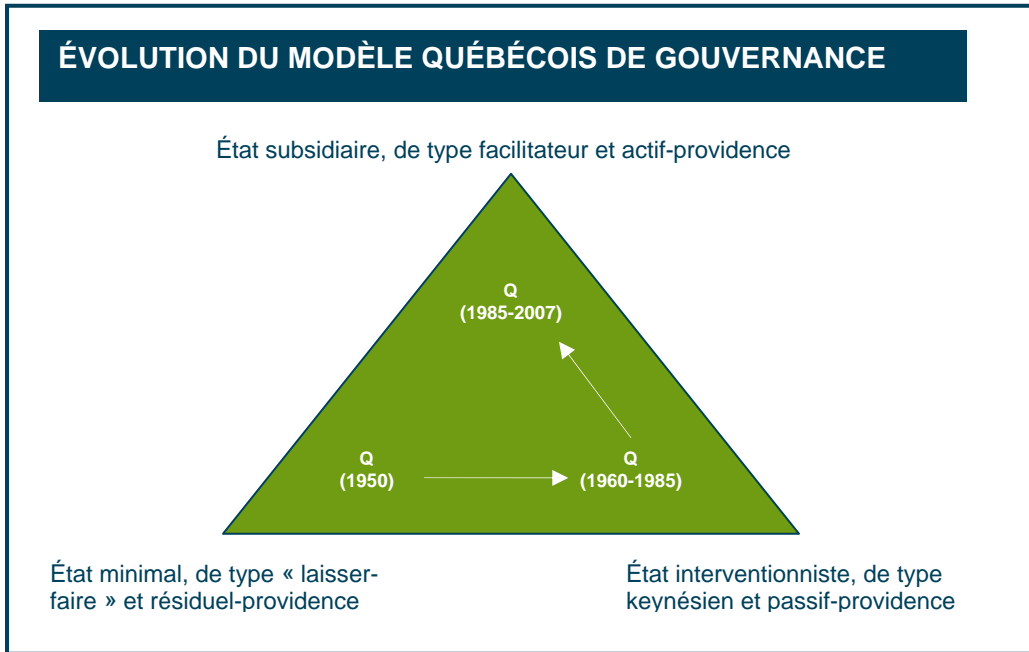 ÉVOLUTION DU MODÈLE QUÉBÉCOIS DE GOUVERNANCE
État subsidiaire, de type facilitateur et actif-providence
Q
(1985-2007)
Q
(1950)
Q
(1960-1985)
État minimal, de type « laisser-
faire » et résiduel-providence
État interventionniste, de type
keynésien et passif-providence